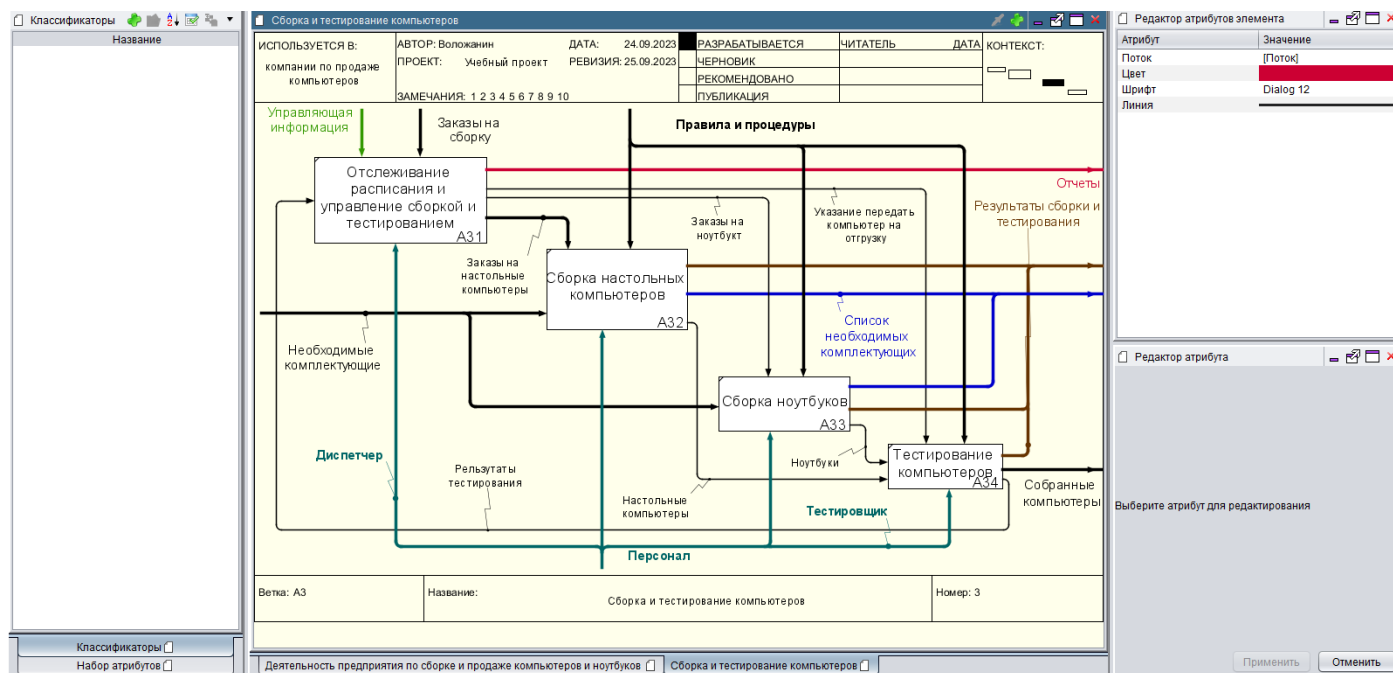 Классификаторы
Название
Классификаторы
Набор атрибутов
Сборка и тестирование компьютеров
ИСПОЛЬЗУЕТСЯ В:
компании по продаже
компьютеров
АВТОР: Воложанин
ДАТА: 24.09.2023
ПРОЕКТ: Учебный проект
РЕВИЗИЯ: 25.09.2023
ЗАМЕЧАНИЯ: 1 2 3 4 5 6 7 8 9 10
РАЗРАБАТЫВАЕТСЯ
ЧЕРНОВИК
РЕКОМЕНДОВАНО
ПУБЛИКАЦИЯ
ЧИТАТЕЛЬ
ДАТА
КОНТЕКСТ:
Управляющая
информация
Заказы на
сборку
Правила и процедуры
Отслеживание
расписания и
управление сборкой и
тестированием
A31
Отчеты
Заказы на
ноутбукт
Указание передать
компьютер на
отгрузку
Результаты сборки и
тестирования
Заказы на
настольные
компьютеры
Сборка настольных
компьютеров
A32
Список
необходимых
комплектующих
Необходимые
комплектующие
Сборка ноутбуков
A33
Диспетчер
Рельзутаты
тестирования
Ноутбуки
Тестирование
компьютеров
A34
Настольные
компьютеры
Собранные
компьютеры
Тестировщик
Персонал
Ветка: A3
Название:
Сборка и тестирование компьютеров
Номер: 3
Деятельность предприятия по сборке и продаже компьютеров и ноутбуков
Сборка и тестирование компьютеров
Редактор атрибутов элемента
Атрибут Значение
Поток [Поток]
Цвет
Шрифт Dialog 12
Линия
Редактор атрибута
Выберите атрибут для редактирования
Применить Отменить